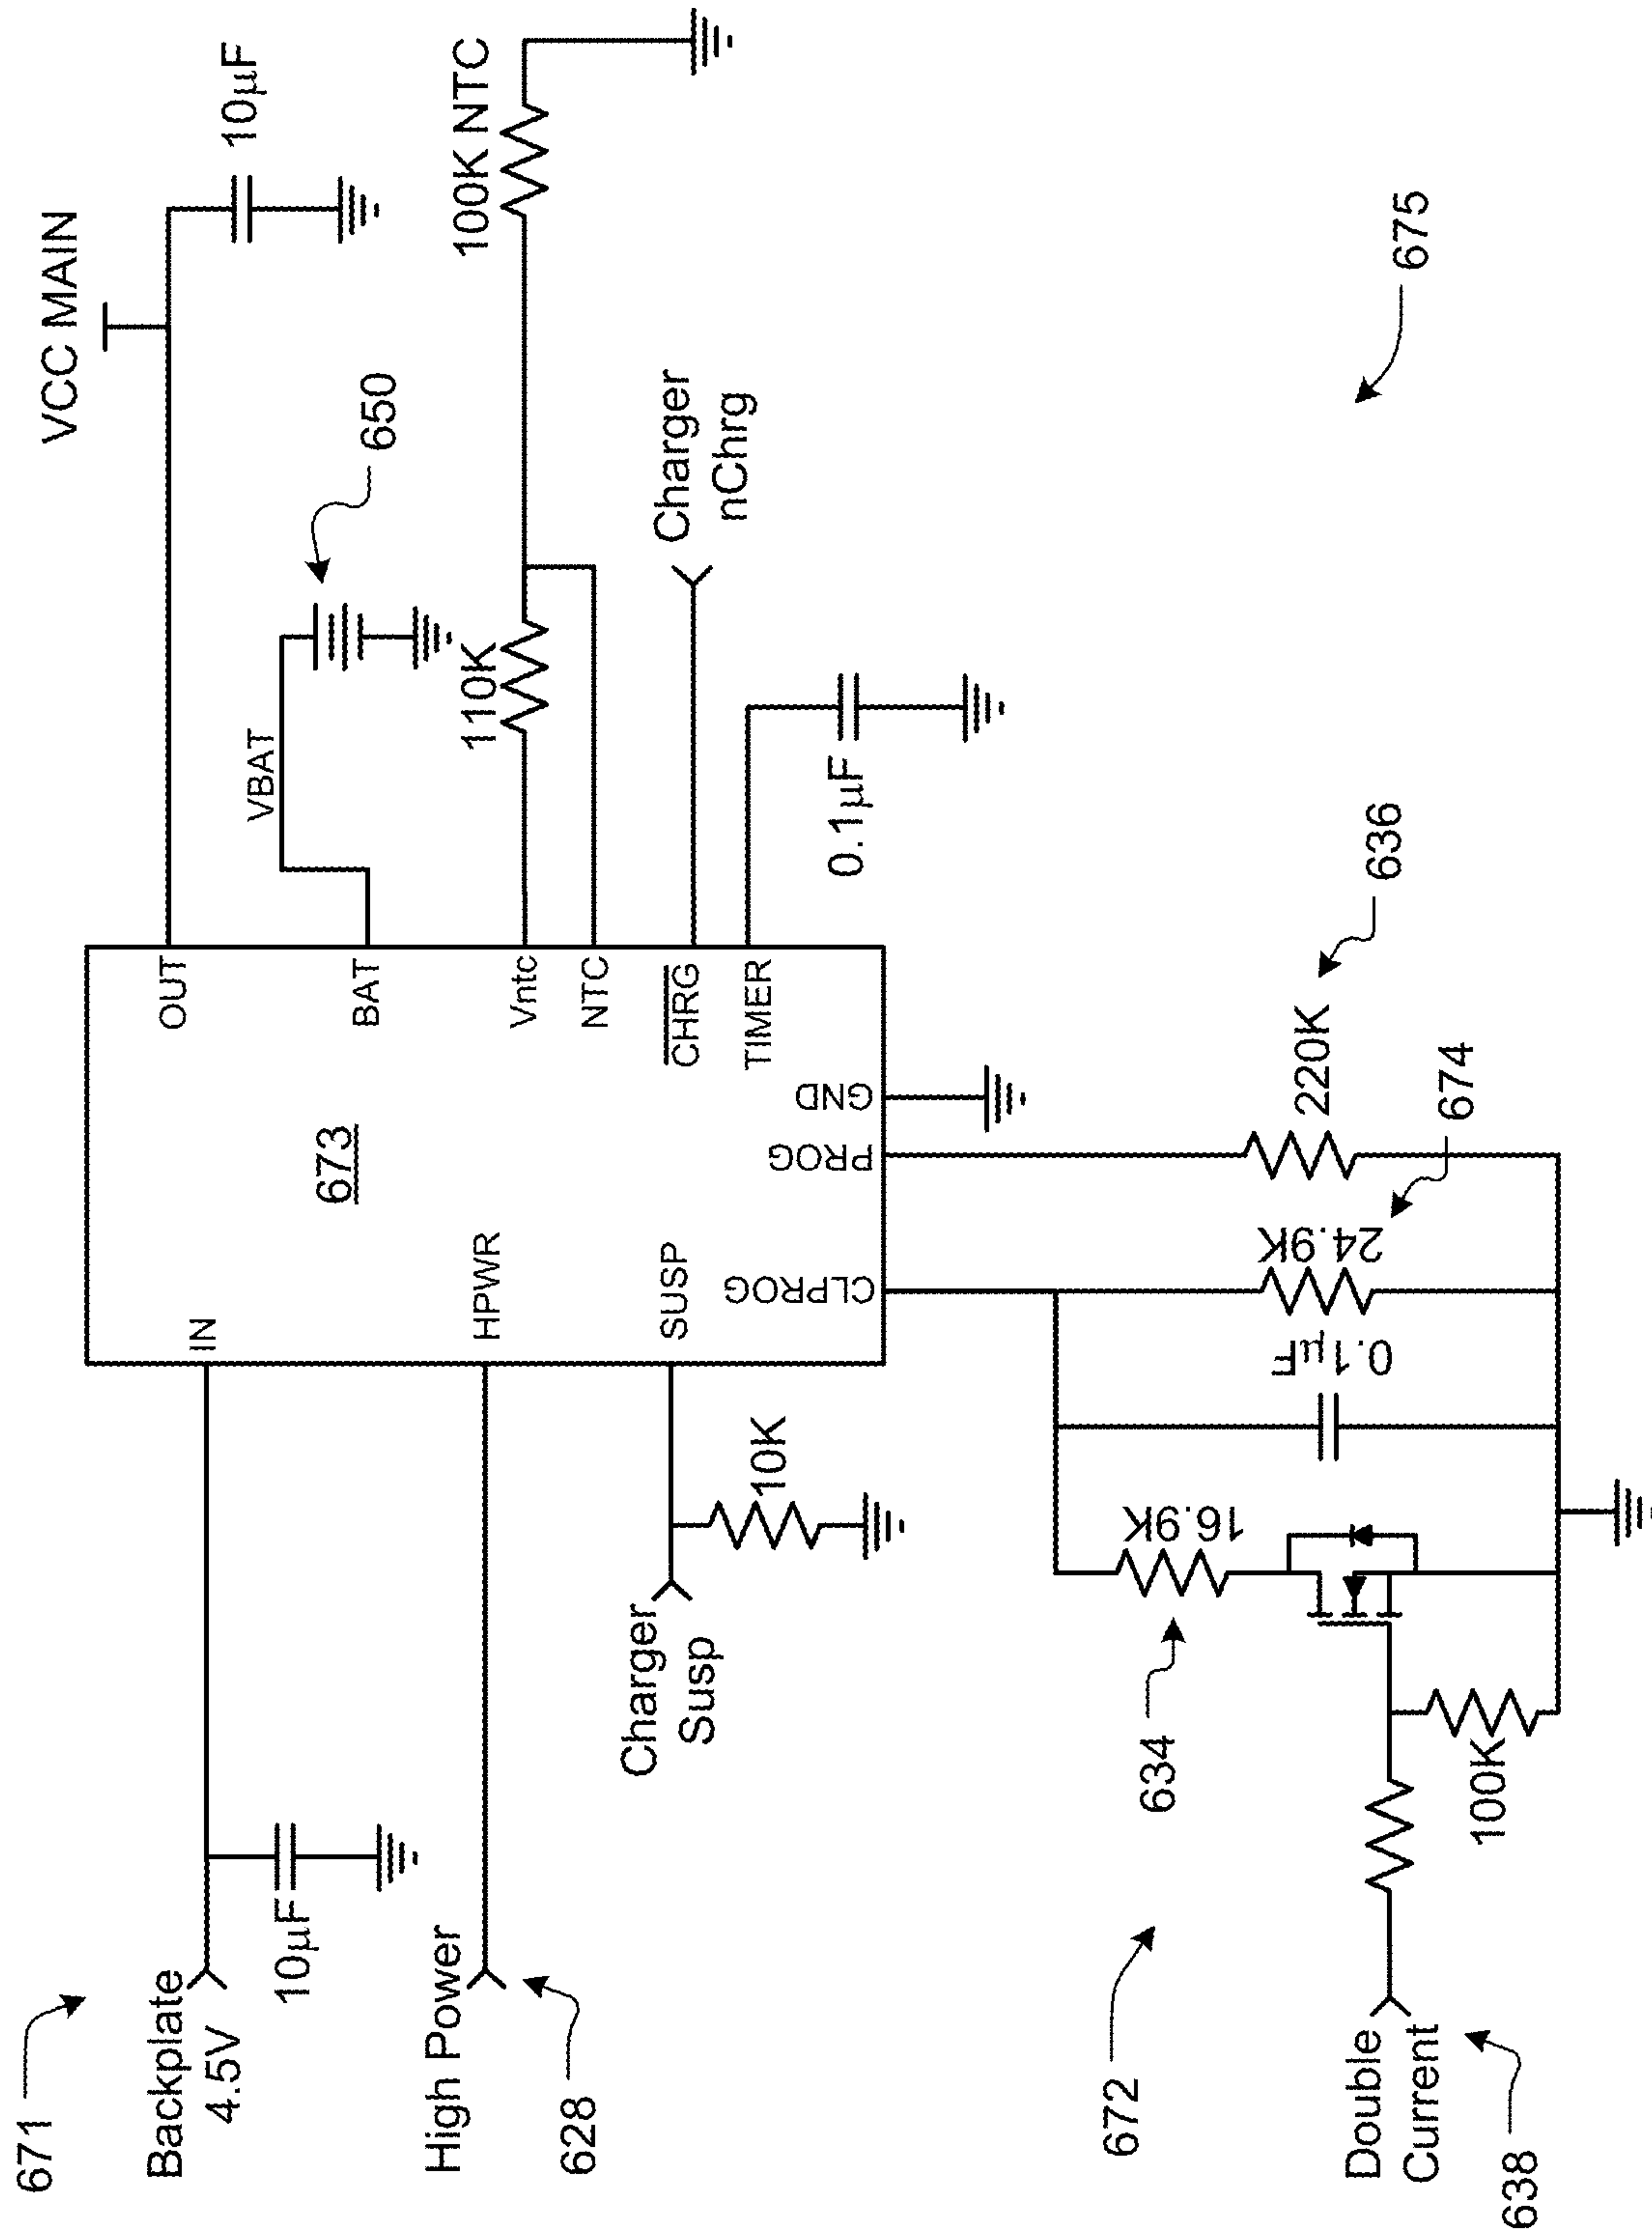 671
Backplate
4.5V
10µF
High Power
628
Charger
Susp
10K
IN
HPWR
SUSP
673
OUT
BAT
Vntc
NTC
CHRG
TIMER
GND
PROG
CLPROG
VCC MAIN
10µF
VBAT
650
110K
100K NTC
Charger
nChrg
0.1µF
675
672
634
16.9K
0.1µF
24.9K
674
220K
636
Double
Current
638
100K